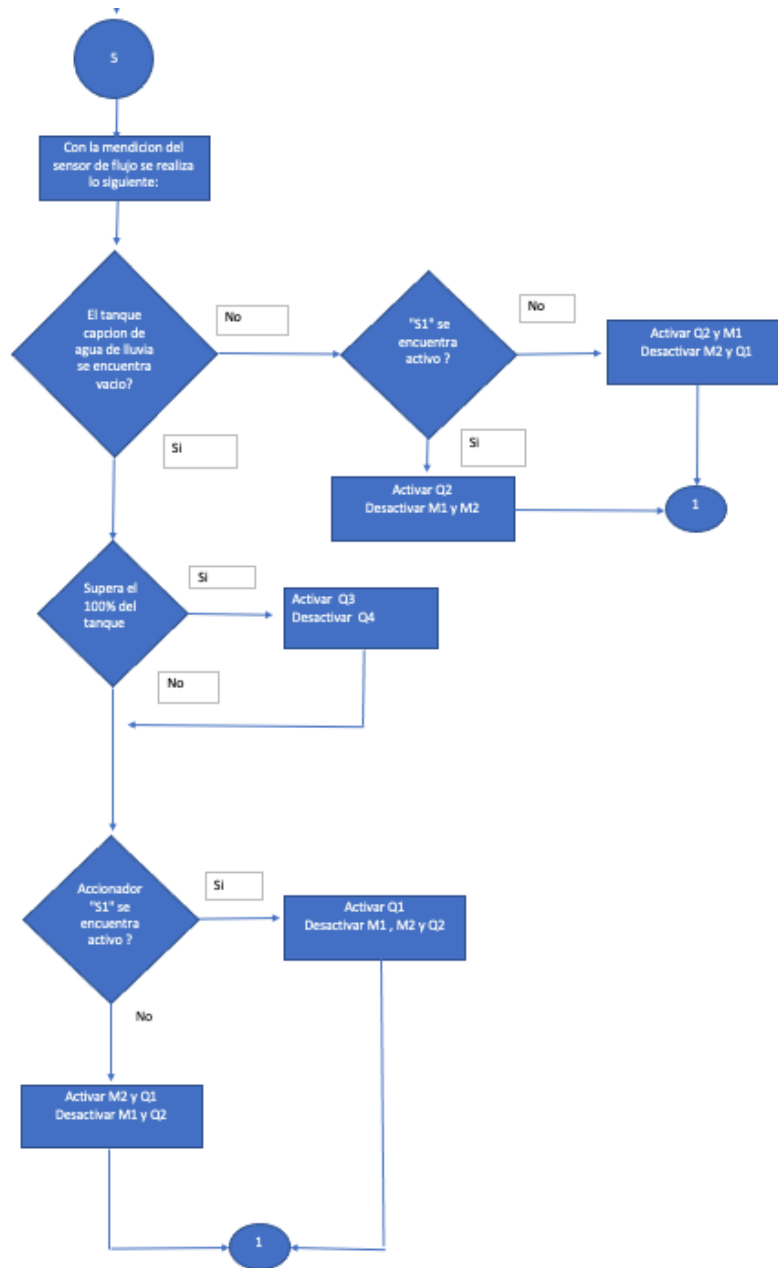 5
Con la mendicion del
sensor de flujo se realiza
lo siguiente:
El tanque
capcion de
agua de lluvia
se encuentra
vacio?
No
"S1" se
encuentra
activo ?
No
Activar Q2 y M1
Desactivar M2 y Q1
Si
Si
Activar Q2
Desactivar M1 y M2
1
Supera el
100% del
tanque
Si
Activar Q3
Desactivar Q4
No
Accionador
"S1" se
encuentra
activo ?
Si
Activar Q1
Desactivar M1 , M2 y Q2
No
Activar M2 y Q1
Desactivar M1 y Q2
1